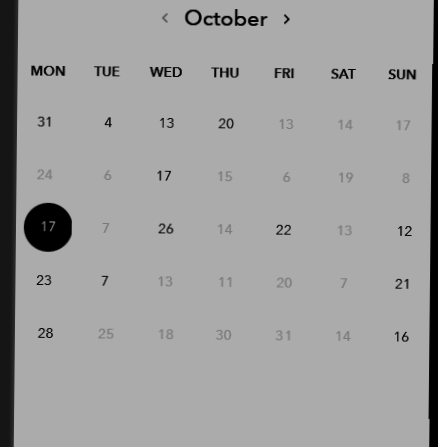 ‹ October ›
MON TUE WED THU FRI SAT SUN
31 4 13 20 13 14 17
24 6 17 15 6 19 8
17 7 26 14 22 13 12
23 7 13 11 20 7 21
28 25 18 30 31 14 16